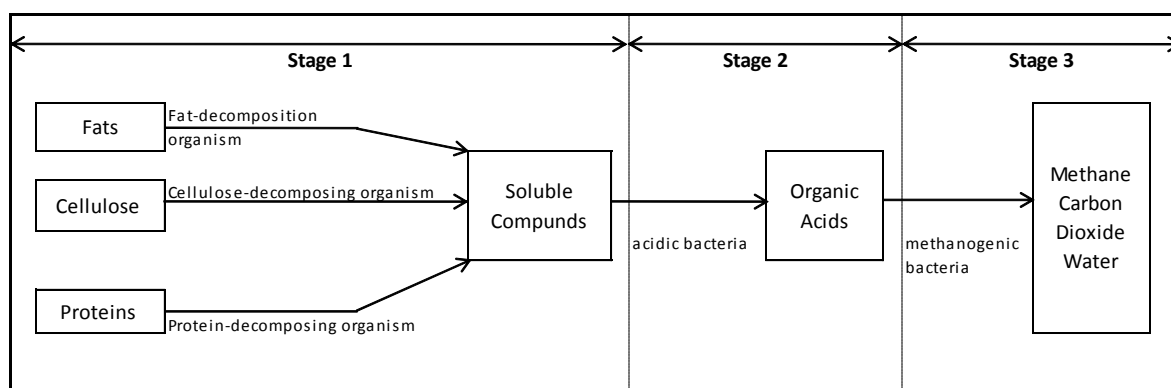 Stage 1
Stage 2
Stage 3
Fats
Fat-decomposition
organism
Cellulose
Cellulose-decomposing organism
Proteins
Protein-decomposing organism
Soluble
Compunds
acidic bacteria
Organic
Acids
methanogenic
bacteria
Methane
Carbon
Dioxide
Water